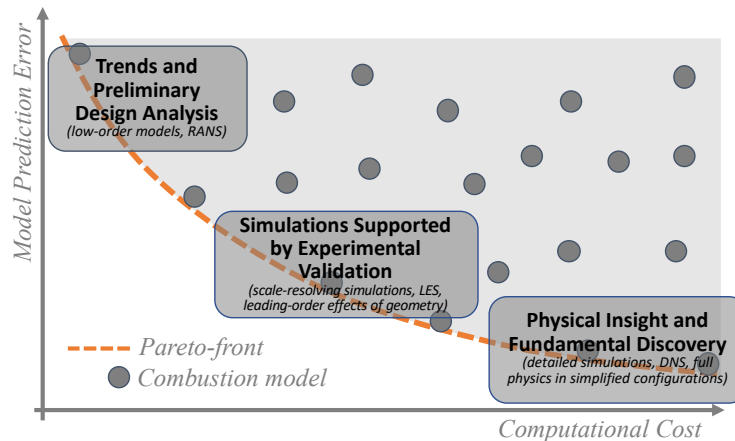 Model Prediction Error
Trends and
Preliminary
Design Analysis
(low-order models, RANS)
Simulations Supported
by Experimental
Validation
(scale-resolving simulations, LES,
leading-order effects of geometry)
Physical Insight and
Fundamental Discovery
(detailed simulations, DNS, full
physics in simplified configurations)
Pareto-front
Combustion model
Computational Cost